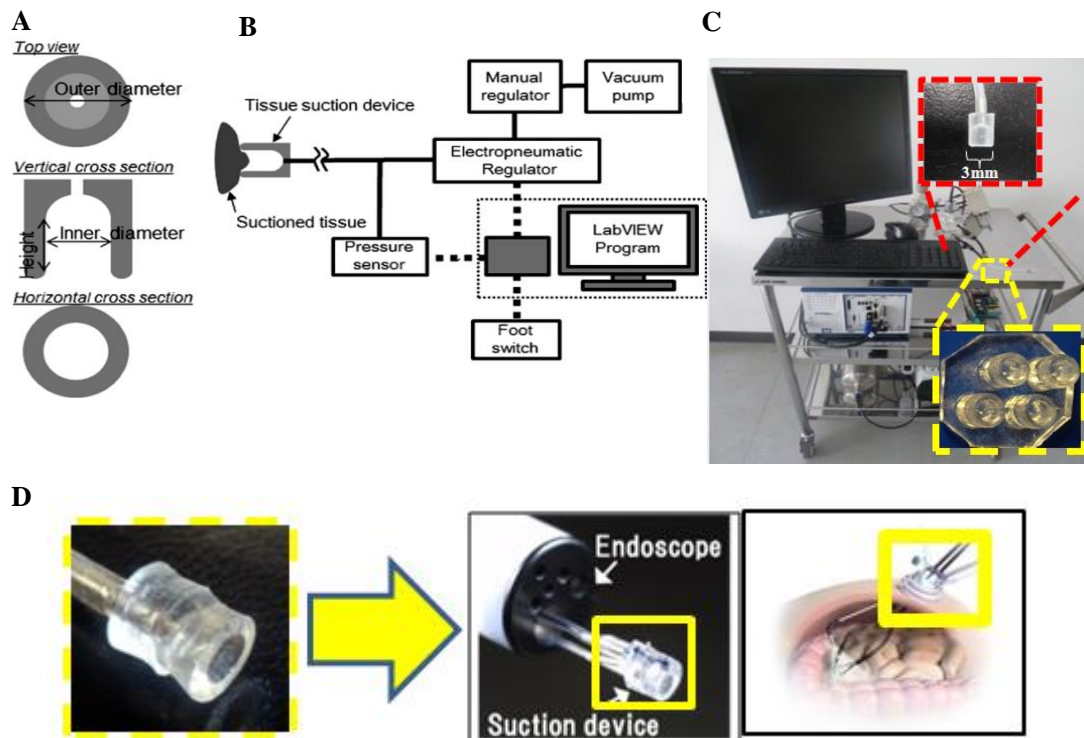 A
Top view
Outer diameter
Vertical cross section
Inner diameter
Height
Horizontal cross section
B
Manual
regulator
Vacuum
pump
Tissue suction device
Electropneumatic
Regulator
Suctioned tissue
LabVIEW
Program
Pressure
sensor
Foot
switch
C
3mm
D
Endoscope
Suction device